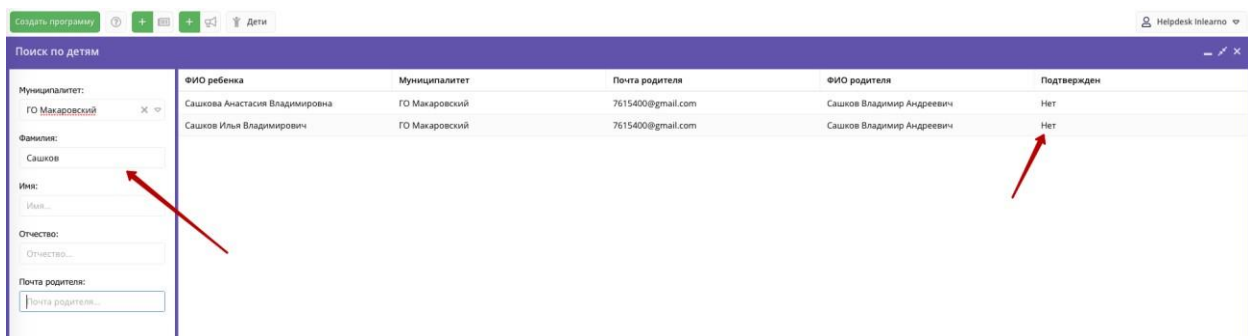 Создать программу
Дети
Helpdesk Inlearno
Поиск по детям
Муниципалитет:
ГО Макаровский
Фамилия:
Сашков
Имя:
Имя...
Отчество:
Отчество...
Почта родителя:
Почта родителя...
ФИО ребенка Муниципалитет Почта родителя ФИО родителя Подтвержден
Сашкова Анастасия Владимировна ГО Макаровский 7615400@gmail.com Сашков Владимир Андреевич Нет
Сашков Илья Владимирович ГО Макаровский 7615400@gmail.com Сашков Владимир Андреевич Нет